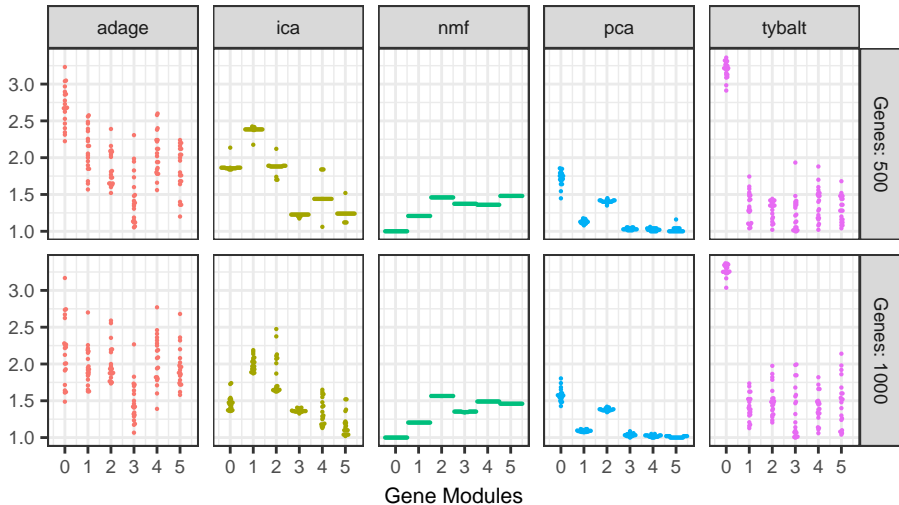 adage ica nmf pca tybalt
3.0
2.5
2.0
1.5
1.0
Genes: 500
3.0
2.5
2.0
1.5
1.0
Genes: 1000
0 1 2 3 4 5 0 1 2 3 4 5 0 1 2 3 4 5 0 1 2 3 4 5 0 1 2 3 4 5
Gene Modules